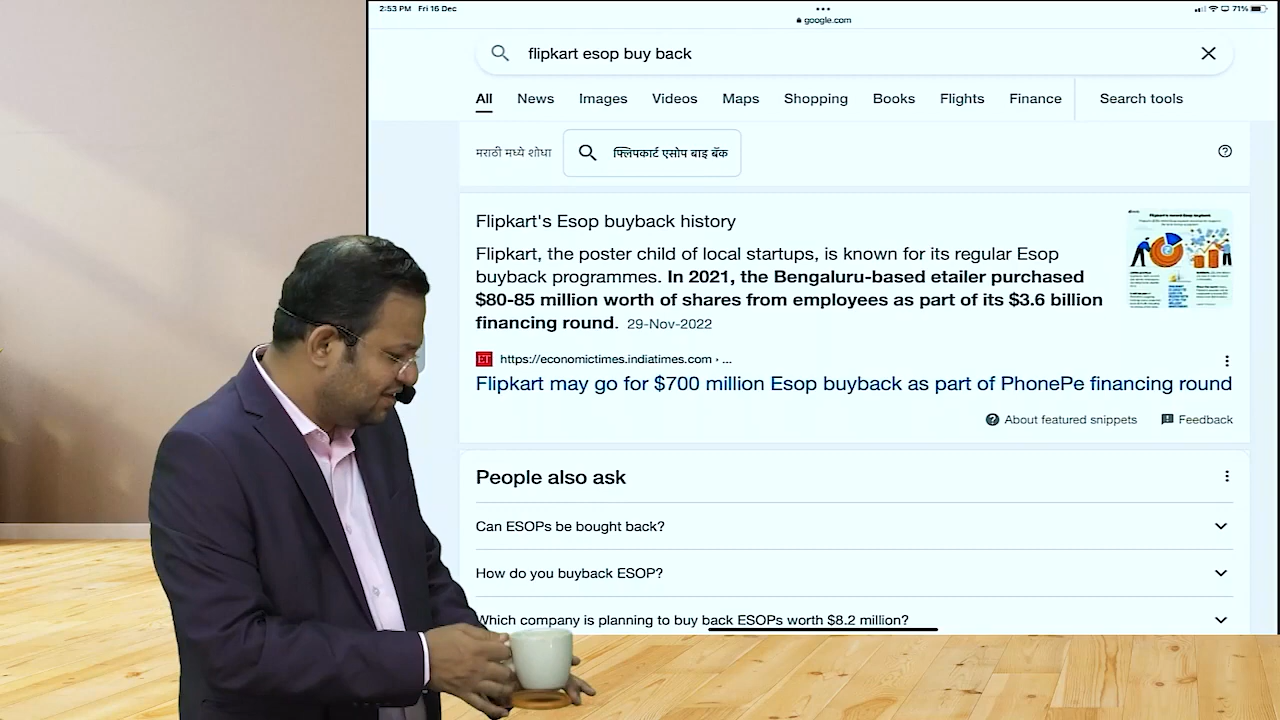 2:53 PM Fri 16 Dec
71%
google.com
flipkart esop buy back
All News Images Videos Maps Shopping Books Flights Finance Search tools
मराठी मध्ये शोधा फ्लिपकार्ट एसोप बाइ बॅक
Flipkart's Esop buyback history
Flipkart, the poster child of local startups, is known for its regular Esop
buyback programmes. In 2021, the Bengaluru-based etailer purchased
$80-85 million worth of shares from employees as part of its $3.6 billion
financing round. 29-Nov-2022
ET https://economictimes.indiatimes.com › ...
Flipkart may go for $700 million Esop buyback as part of PhonePe financing round
About featured snippets Feedback
People also ask
Can ESOPs be bought back?
How do you buyback ESOP?
Which company is planning to buy back ESOPs worth $8.2 million?